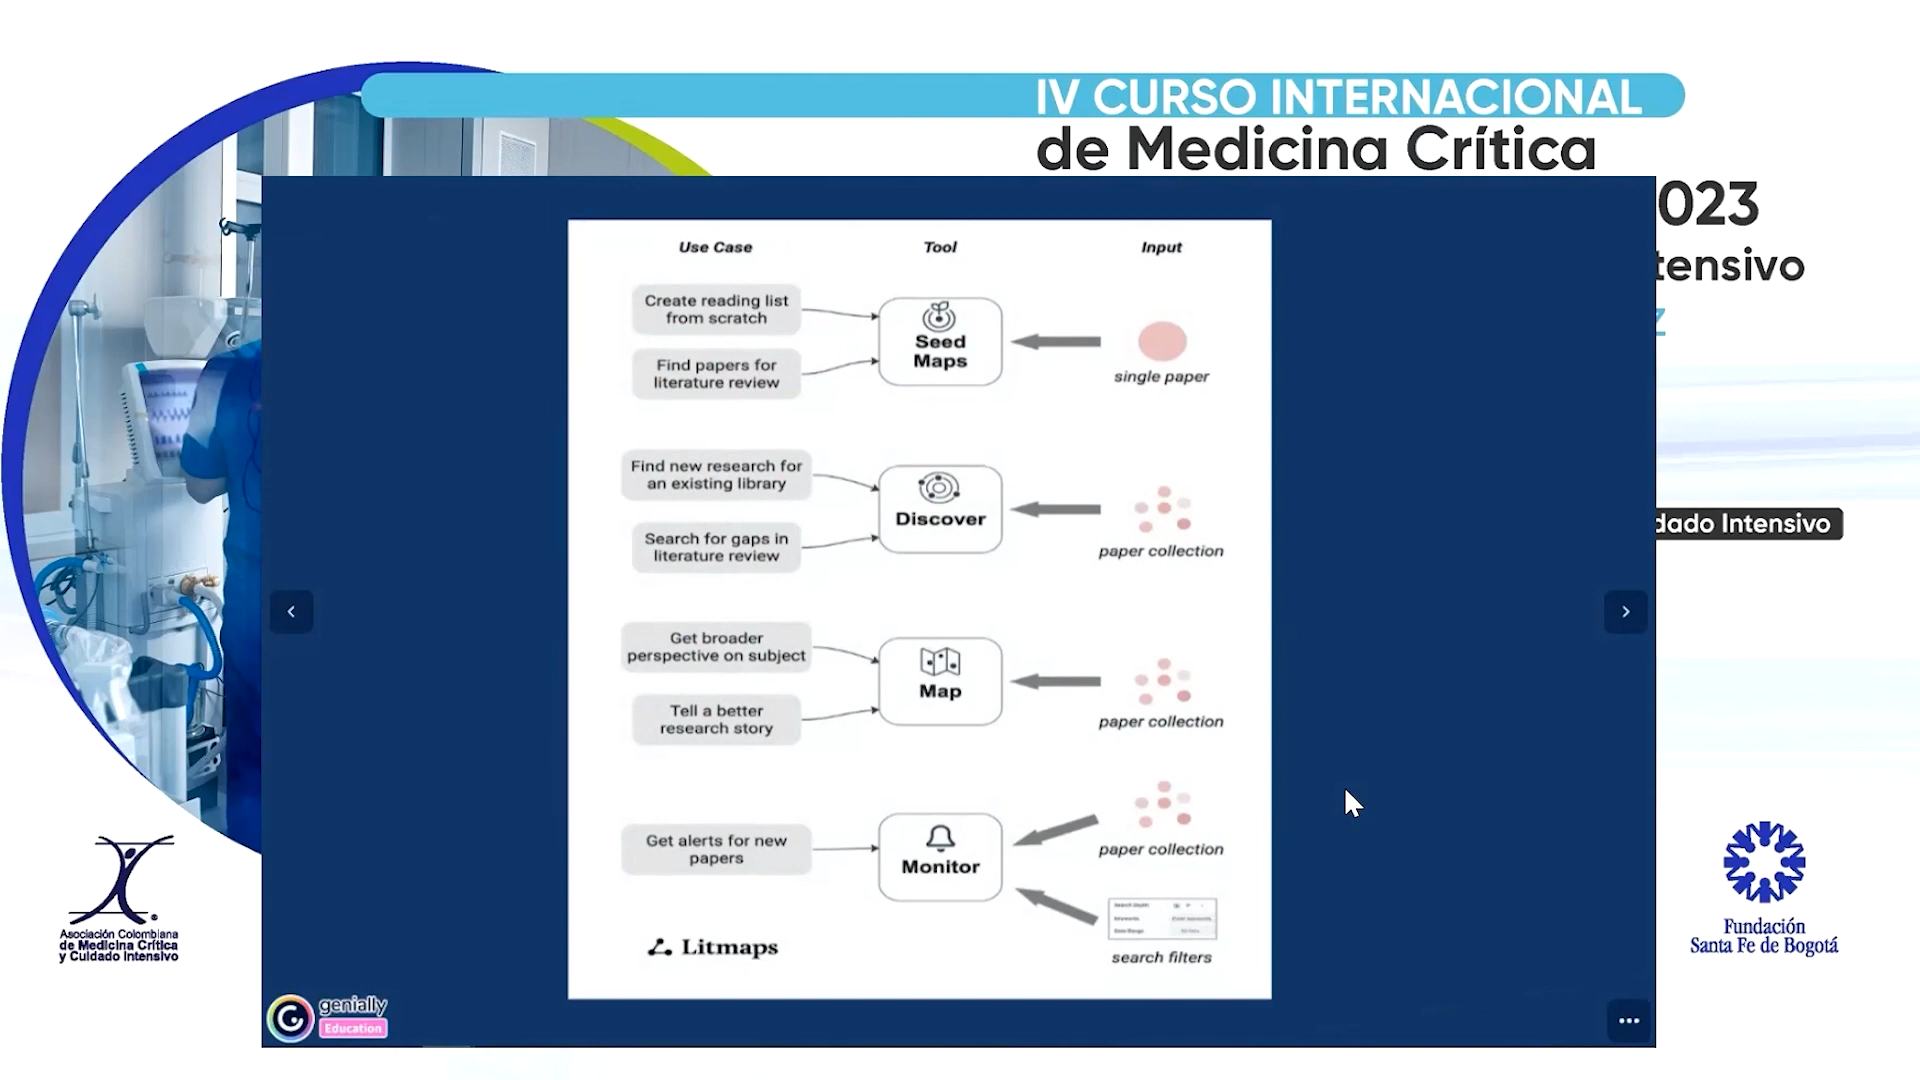 IV CURSO INTERNACIONAL
de Medicina Crítica
023
tensivo
z
dado Intensivo
Use Case
Tool
Input
Create reading list
from scratch
Find papers for
literature review
Seed
Maps
single paper
Find new research for
an existing library
Search for gaps in
literature review
Discover
paper collection
Get broader
perspective on subject
Tell a better
research story
Map
paper collection
Get alerts for new
papers
Monitor
paper collection
search filters
Litmaps
genially
Education
Asociación Colombiana
de Medicina Crítica
y Cuidado Intensivo
Fundación
Santa Fe de Bogotá